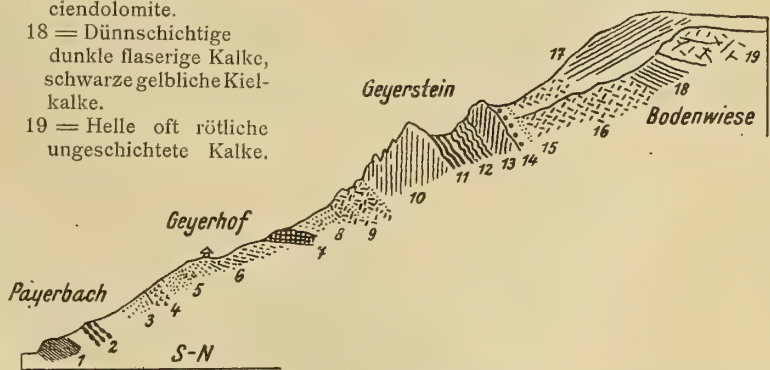 ciendolomite.
18 = Dünnschichtige
dunkle flaserige Kalke,
schwarze gelbliche Kiel-
kalke.
19 = Helle oft rötliche
ungeschichtete Kalke.
Geyerstein
17
19
18
Bodenwiese
16
15
14
13
12
11
10
Geyerhof
9
8
7
6
5
4
3
Payerbach
2
1
S-N